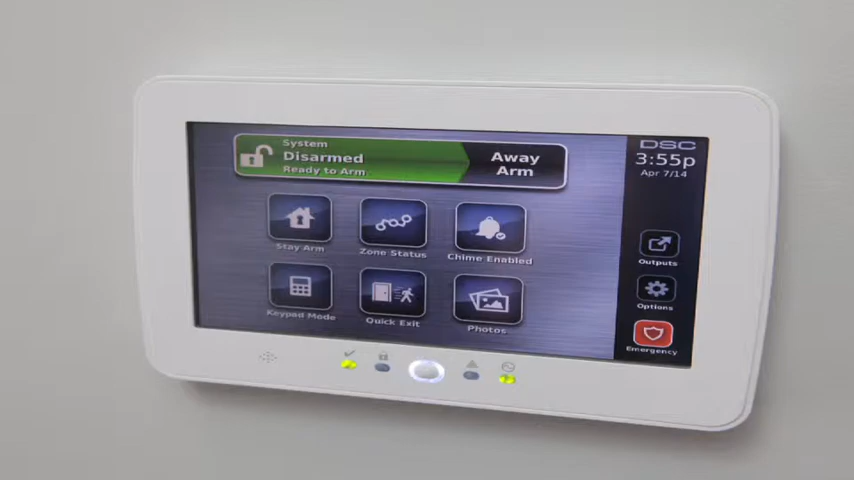 System
Disarmed
Ready to Arm
Away
Arm
DSC
3:55p
Apr 7/14
Stay Arm
Zone Status
Chime Enabled
Outputs
Keypad Mode
Quick Exit
Photos
Options
Emergency